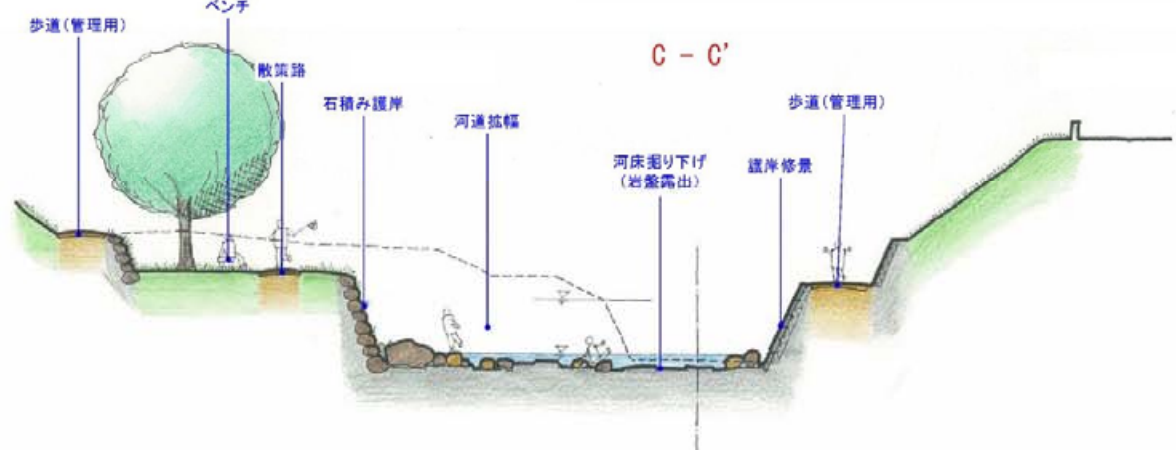 ベンチ
歩道(管理用)
C - C'
散策路
石積み護岸
河道拡幅
歩道(管理用)
河床掘り下げ
(岩盤露出)
護岸修景